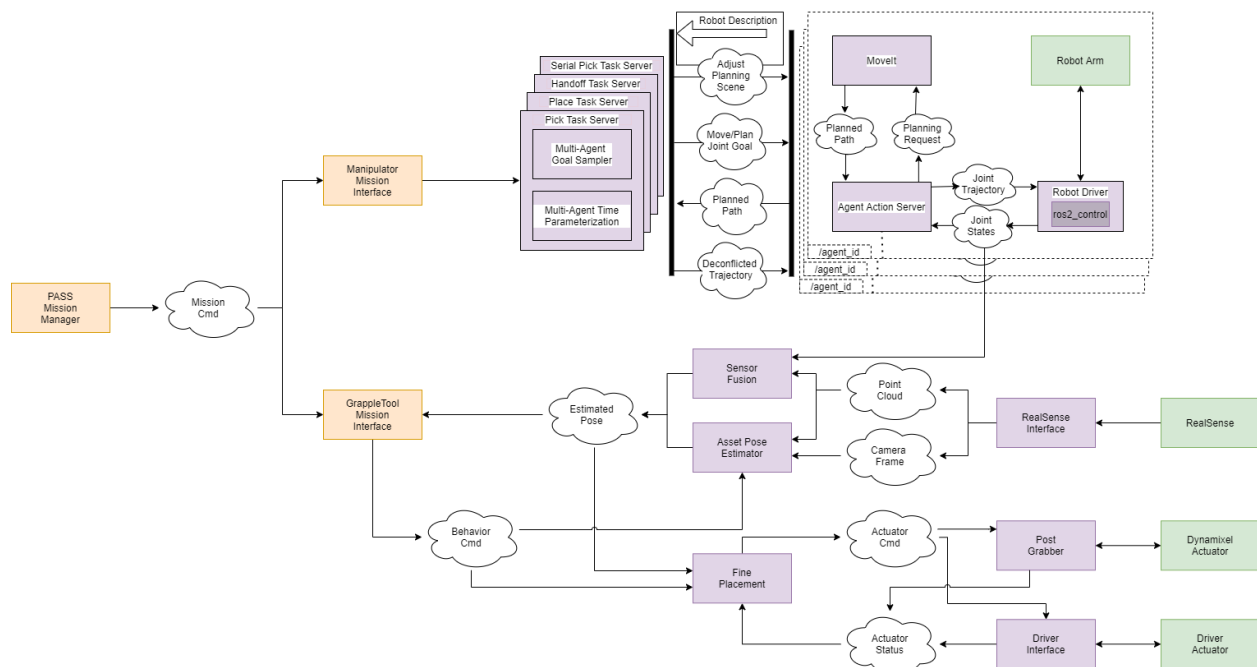 Robot Description
Serial Pick Task Server
Handoff Task Server
Place Task Server
Pick Task Server
Multi-Agent
Goal Sampler
Multi-Agent Time
Parameterization
Adjust
Planning
Scene
Move/Plan
Joint Goal
Planned
Path
Deconflicted
Trajectory
MoveIt
Robot Arm
Planned
Path
Planning
Request
Joint
Trajectory
Agent Action Server
Robot Driver
ros2_control
Joint
States
/agent_id
/agent_id
/agent_id
Manipulator
Mission
Interface
PASS
Mission
Manager
Mission
Cmd
GrappleTool
Mission
Interface
Estimated
Pose
Sensor
Fusion
Asset Pose
Estimator
Point
Cloud
Camera
Frame
RealSense
Interface
RealSense
Behavior
Cmd
Fine
Placement
Actuator
Cmd
Post
Grabber
Dynamixel
Actuator
Actuator
Status
Driver
Interface
Driver
Actuator